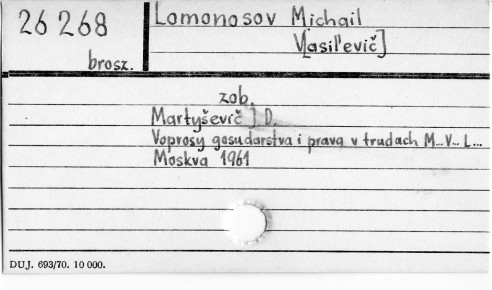 26 268
brosz.
Lomonosov Michail
V[asil'evič]
zob.
Martyševič J D.
Voprosy gosudarstva i prava v trudach M... V... L...
Moskva 1961
DUJ. 693/70. 10 000.